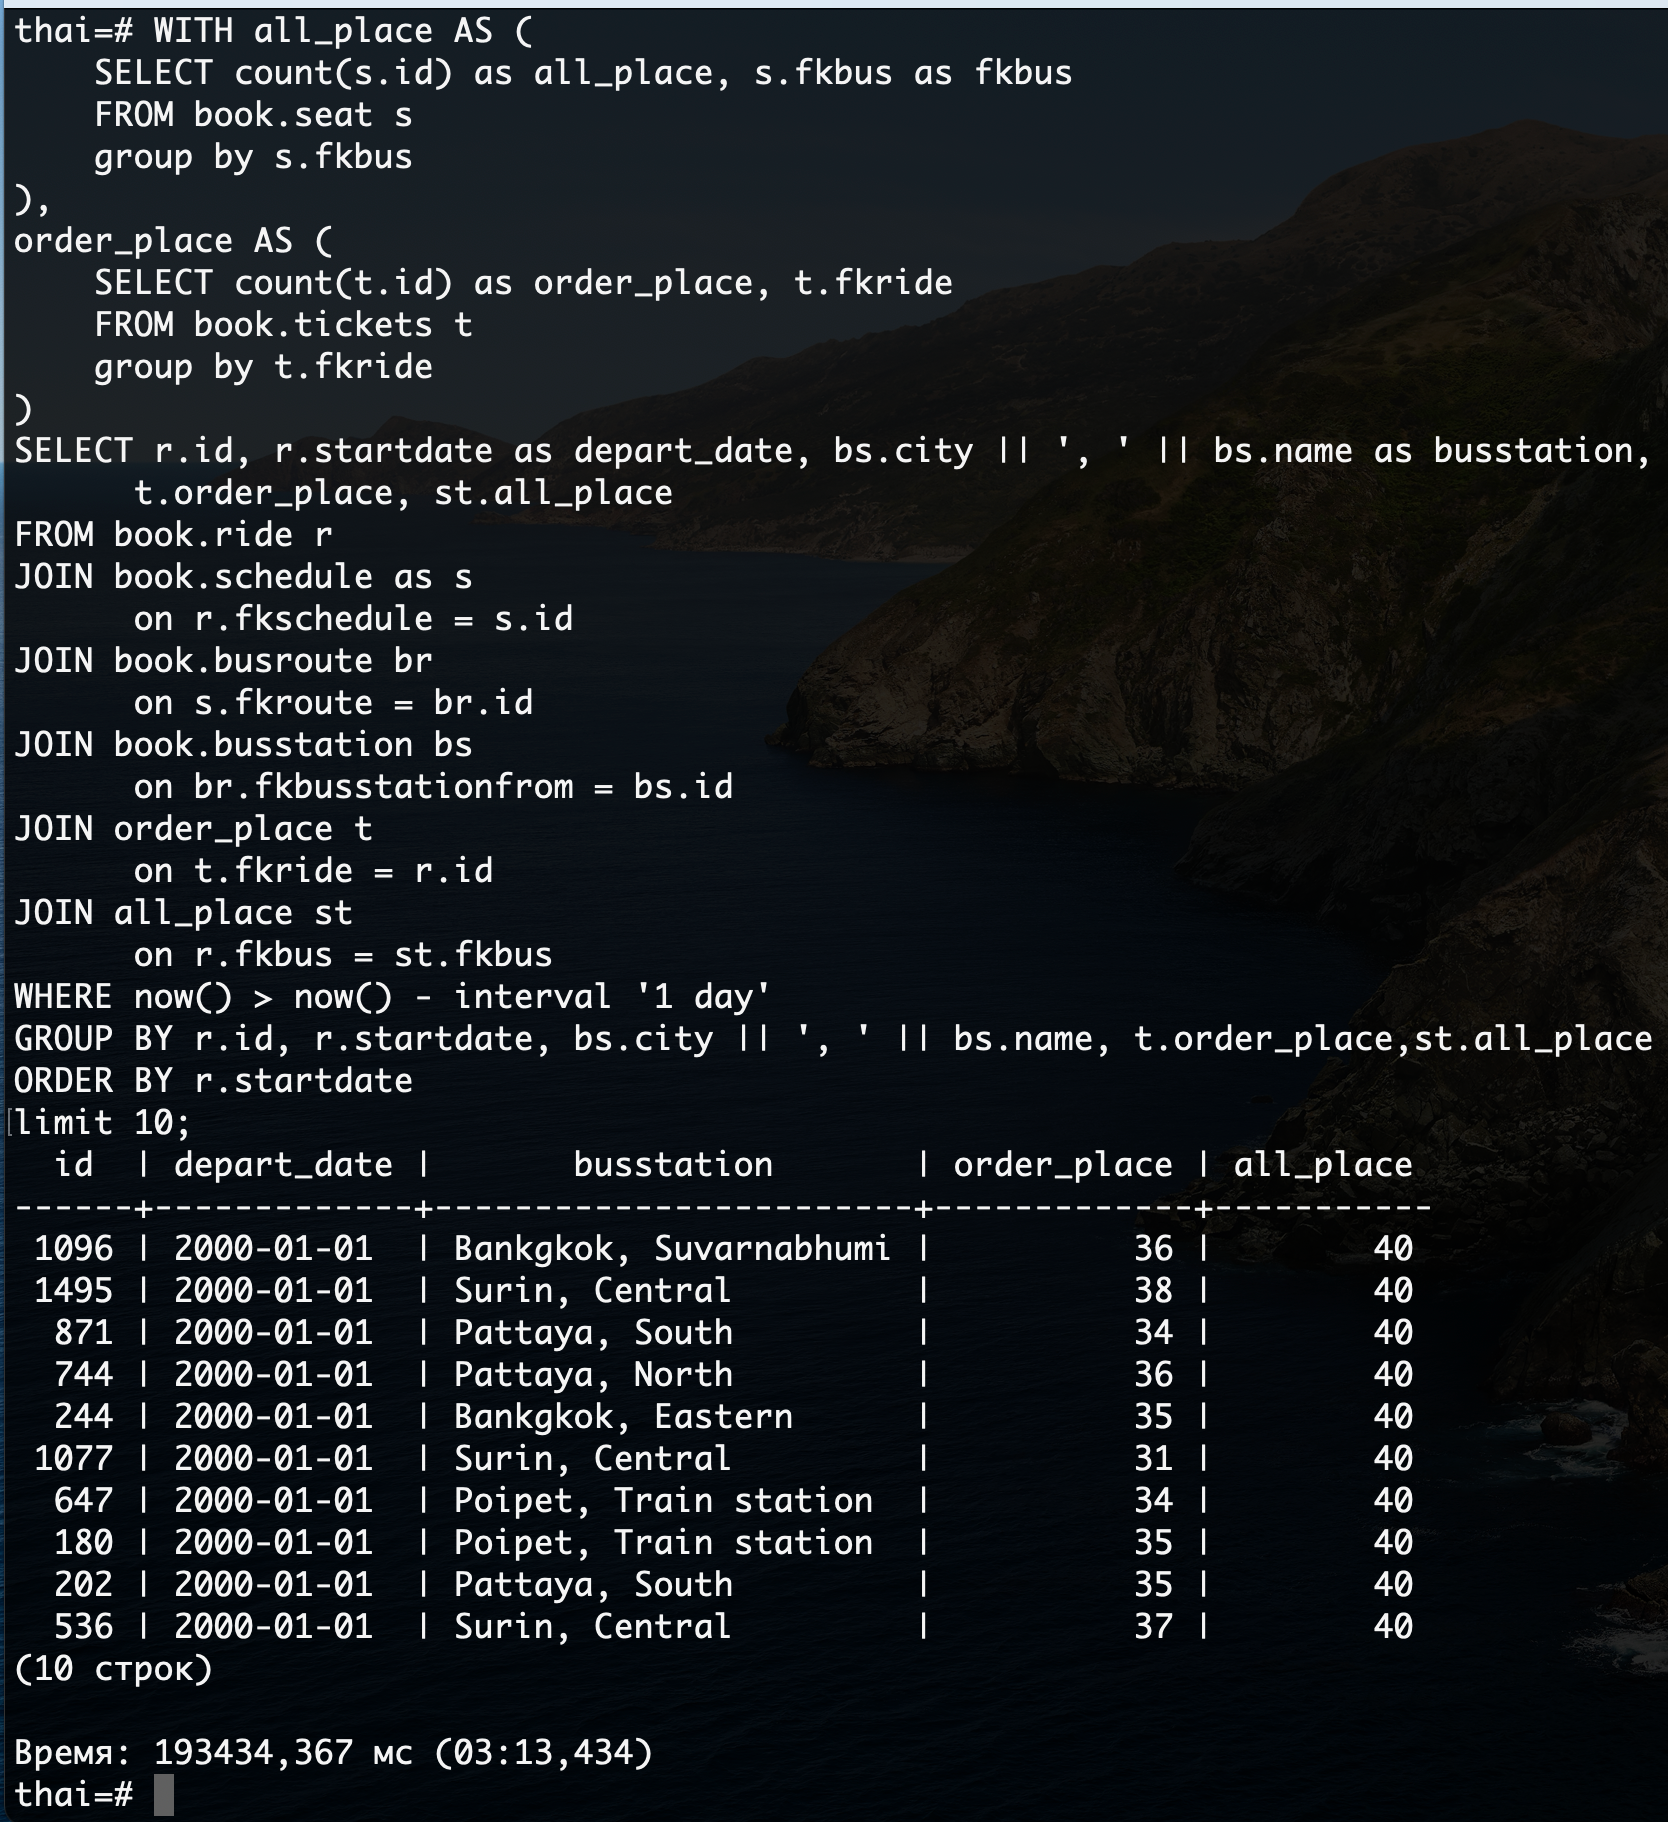 thai=# WITH all_place AS (
    SELECT count(s.id) as all_place, s.fkbus as fkbus
    FROM book.seat s
    group by s.fkbus
),
order_place AS (
    SELECT count(t.id) as order_place, t.fkride
    FROM book.tickets t
    group by t.fkride
)
SELECT r.id, r.startdate as depart_date, bs.city || ', ' || bs.name as busstation,
      t.order_place, st.all_place
FROM book.ride r
JOIN book.schedule as s
      on r.fkschedule = s.id
JOIN book.busroute br
      on s.fkroute = br.id
JOIN book.busstation bs
      on br.fkbusstationfrom = bs.id
JOIN order_place t
      on t.fkride = r.id
JOIN all_place st
      on r.fkbus = st.fkbus
WHERE now() > now() - interval '1 day'
GROUP BY r.id, r.startdate, bs.city || ', ' || bs.name, t.order_place,st.all_place
ORDER BY r.startdate
limit 10;
  id  | depart_date |       busstation       | order_place | all_place
------+-------------+------------------------+-------------+-----------
 1096 | 2000-01-01  | Bankgkok, Suvarnabhumi |          36 |        40
 1495 | 2000-01-01  | Surin, Central         |          38 |        40
  871 | 2000-01-01  | Pattaya, South         |          34 |        40
  744 | 2000-01-01  | Pattaya, North         |          36 |        40
  244 | 2000-01-01  | Bankgkok, Eastern      |          35 |        40
 1077 | 2000-01-01  | Surin, Central         |          31 |        40
  647 | 2000-01-01  | Poipet, Train station  |          34 |        40
  180 | 2000-01-01  | Poipet, Train station  |          35 |        40
  202 | 2000-01-01  | Pattaya, South         |          35 |        40
  536 | 2000-01-01  | Surin, Central         |          37 |        40
(10 строк)
Время: 193434,367 мс (03:13,434)
thai=#